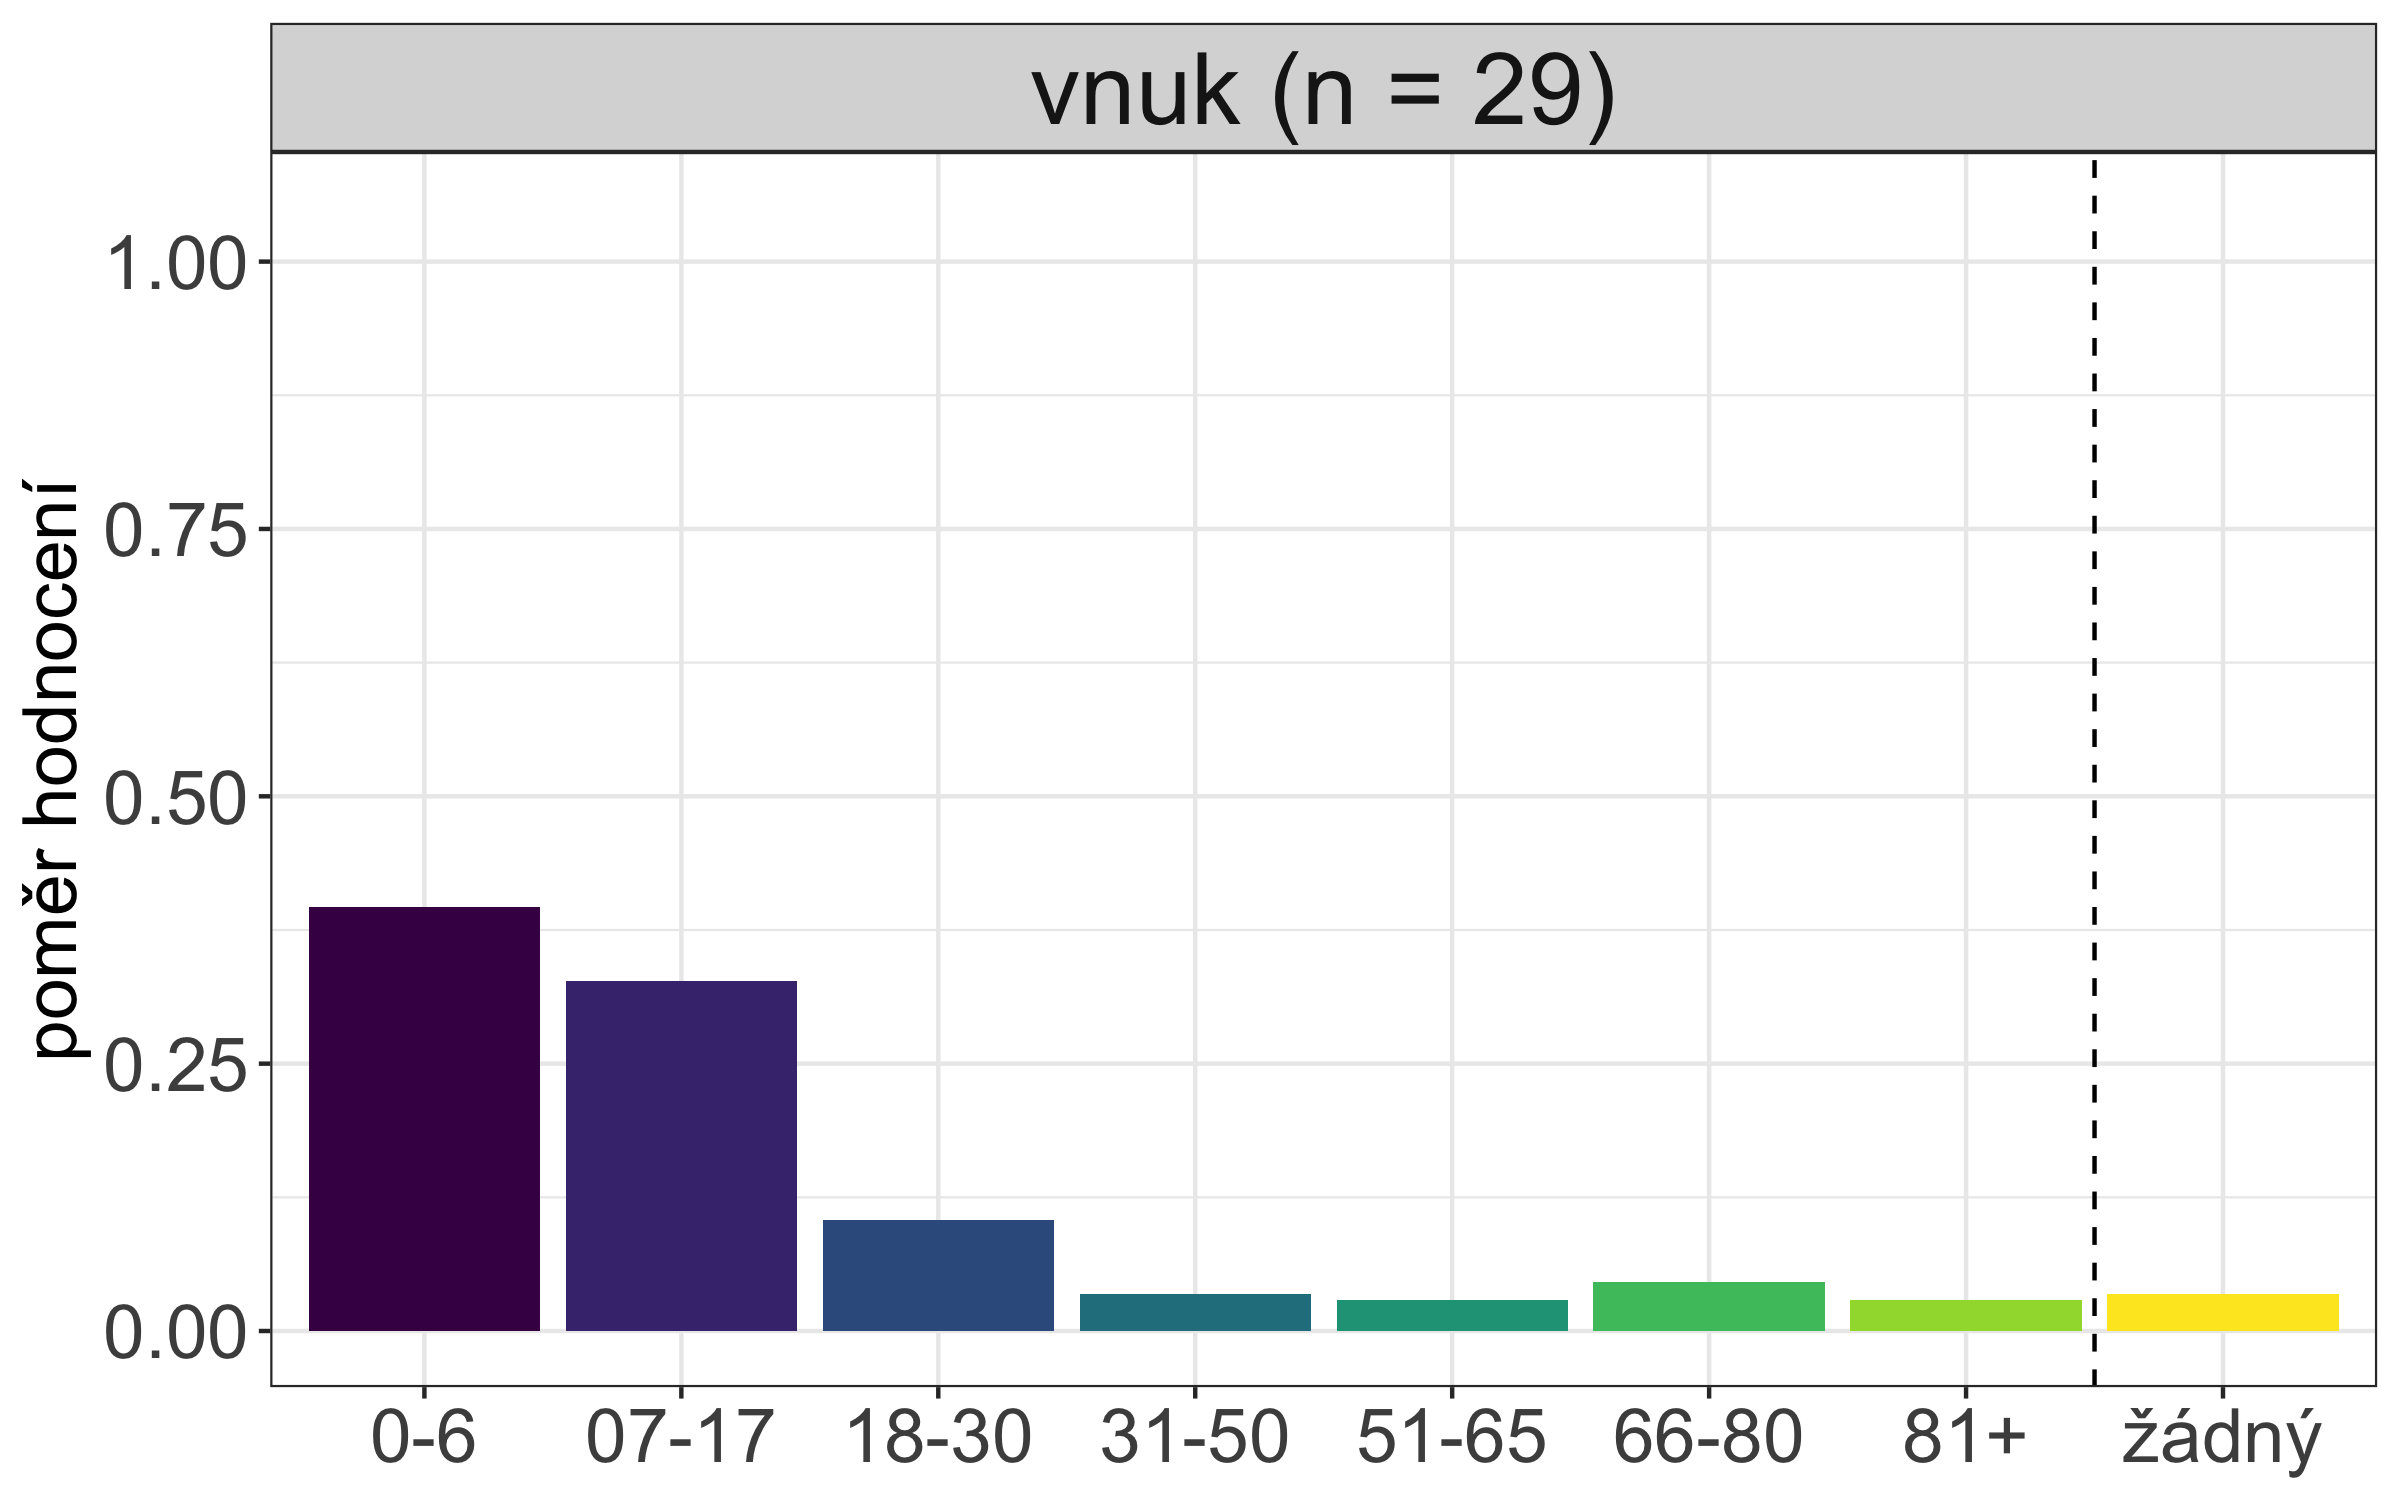 vnuk (n = 29)
poměr hodnocení
1.00
0.75
0.50
0.25
0.00
0-6 07-17 18-30 31-50 51-65 66-80 81+ žádný